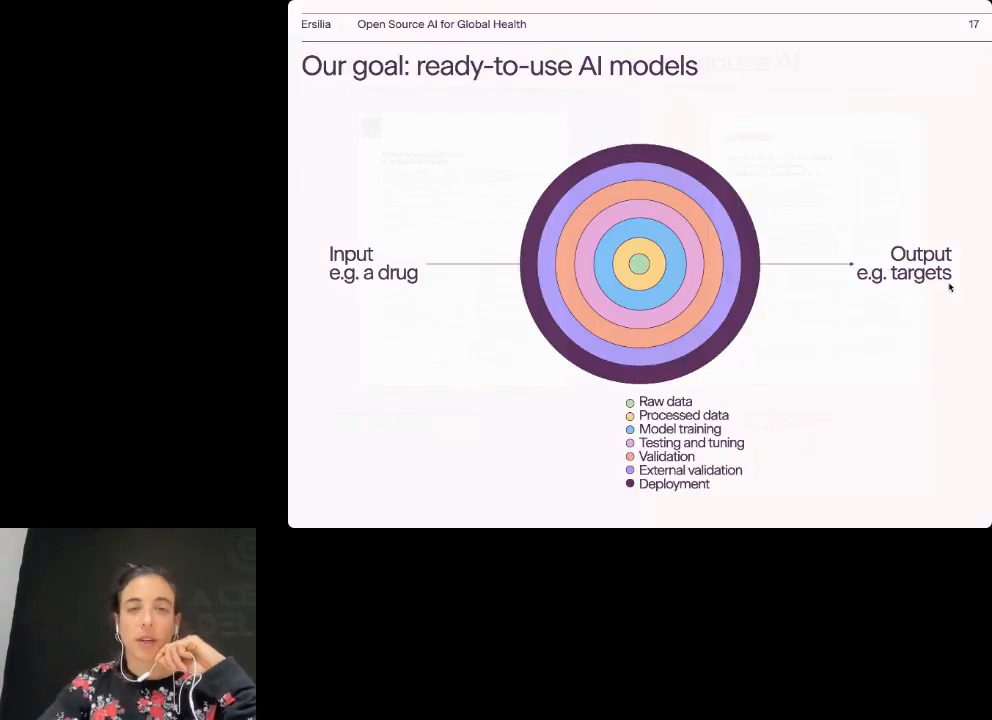 Ersilia Open Source AI for Global Health 17
Our goal: ready-to-use AI models
Input
e.g. a drug
Output
e.g. targets
Raw data
Processed data
Model training
Testing and tuning
Validation
External validation
Deployment